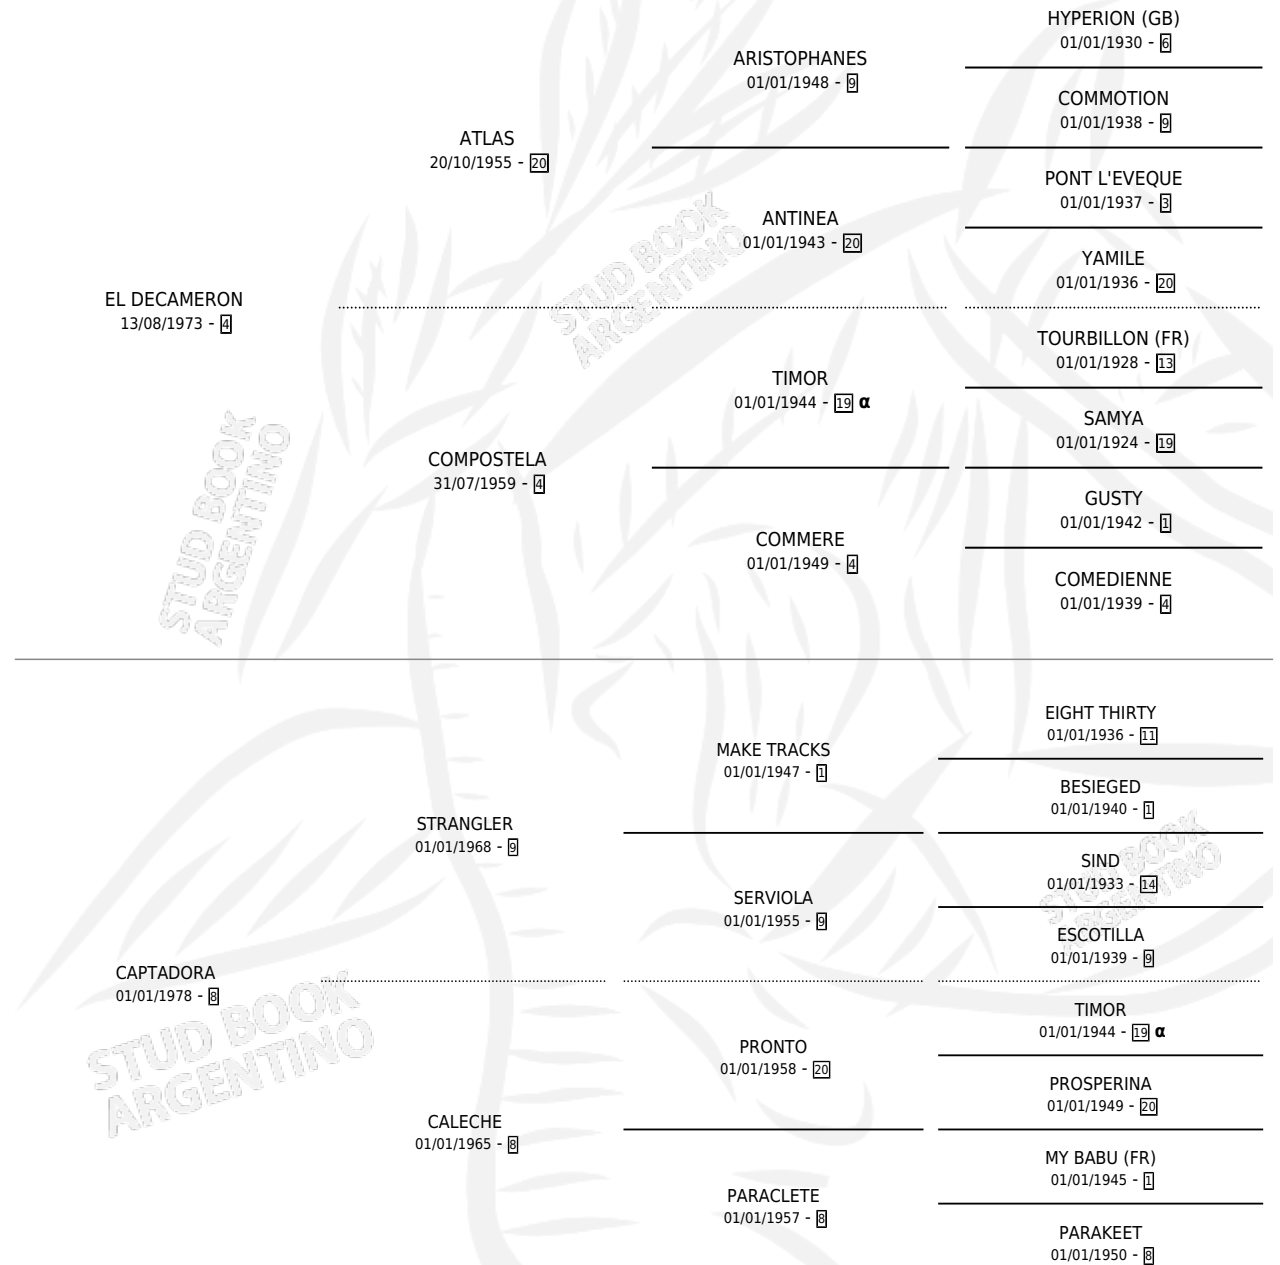 HYPERION (GB)
01/01/1930 - 6
ARISTOPHANES
01/01/1948 - 9
COMMOTION
01/01/1938 - 9
ATLAS
20/10/1955 - 20
PONT L'EVEQUE
01/01/1937 - 3
ANTINEA
01/01/1943 - 20
YAMILE
01/01/1936 - 20
EL DECAMERON
13/08/1973 - 4
TOURBILLON (FR)
01/01/1928 - 13
TIMOR
01/01/1944 - 19 α
SAMYA
01/01/1924 - 19
COMPOSTELA
31/07/1959 - 4
GUSTY
01/01/1942 - 1
COMMERE
01/01/1949 - 4
COMEDIENNE
01/01/1939 - 4
EIGHT THIRTY
01/01/1936 - 11
MAKE TRACKS
01/01/1947 - 1
BESIEGED
01/01/1940 - 1
STRANGLER
01/01/1968 - 9
SIND
01/01/1933 - 14
SERVIOLA
01/01/1955 - 9
ESCOTILLA
01/01/1939 - 9
CAPTADORA
01/01/1978 - 8
TIMOR
01/01/1944 - 19 α
PRONTO
01/01/1958 - 20
PROSPERINA
01/01/1949 - 20
CALECHE
01/01/1965 - 8
MY BABU (FR)
01/01/1945 - 1
PARACLETE
01/01/1957 - 8
PARAKEET
01/01/1950 - 8
STUD BOOK
ARGENTINO
STUD BOOK
ARGENTINO
STUD BOOK
ARGENTINO
STUD BOOK
ARGENTINO